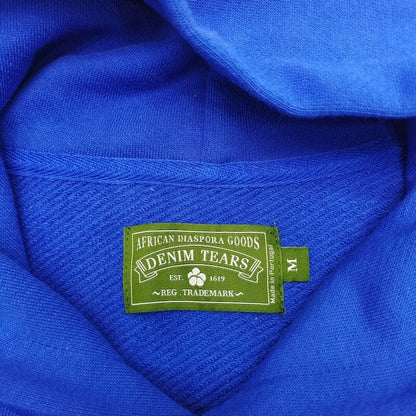 AFRICAN DIASPORA GOODS
DENIM TEARS
EST. 1619
~REG. TRADEMARK~
M
Made in Portugal